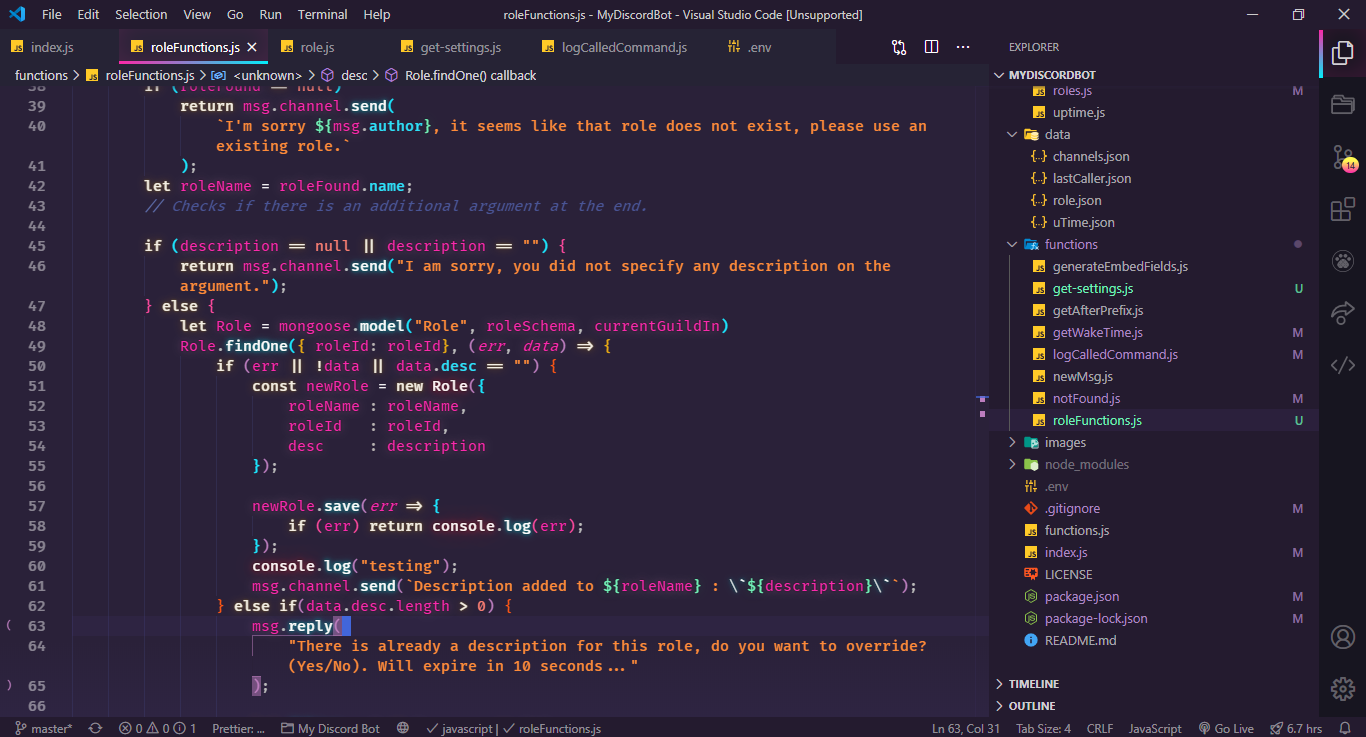 File Edit Selection View Go Run Terminal Help
roleFunctions.js - MyDiscordBot - Visual Studio Code [Unsupported]
index.js
roleFunctions.js
role.js
get-settings.js
logCalledCommand.js
.env
functions > roleFunctions.js > <unknown> > desc > Role.findOne() callback
38 if (roleFound == null)
39 return msg.channel.send(
40 `I'm sorry ${msg.author}, it seems like that role does not exist, please use an
existing role.`
41 );
42 let roleName = roleFound.name;
43 // Checks if there is an additional argument at the end.
44
45 if (description == null || description == "") {
46 return msg.channel.send("I am sorry, you did not specify any description on the
argument.");
47 } else {
48 let Role = mongoose.model("Role", roleSchema, currentGuildIn)
49 Role.findOne({ roleId: roleId}, (err, data) => {
50 if (err || !data || data.desc == "") {
51 const newRole = new Role({
52 roleName : roleName,
53 roleId : roleId,
54 desc : description
55 });
56
57 newRole.save(err => {
58 if (err) return console.log(err);
59 });
60 console.log("testing");
61 msg.channel.send(`Description added to ${roleName} : \`${description}\``);
62 } else if(data.desc.length > 0) {
( 63 msg.reply(
64 "There is already a description for this role, do you want to override?
(Yes/No). Will expire in 10 seconds..."
) 65 );
66
EXPLORER
MYDISCORDBOT
roles.js M
uptime.js
data
{..} channels.json
{..} lastCaller.json
{..} role.json
{..} uTime.json
functions
generateEmbedFields.js
get-settings.js U
getAfterPrefix.js
getWakeTime.js M
logCalledCommand.js M
newMsg.js
notFound.js M
roleFunctions.js U
images
node_modules
.env
.gitignore M
functions.js
index.js M
LICENSE
package.json M
package-lock.json M
README.md
TIMELINE
OUTLINE
14
master* 0 0 1 Prettier: ... My Discord Bot javascript | roleFunctions.js Ln 63, Col 31 Tab Size: 4 CRLF JavaScript Go Live 6.7 hrs